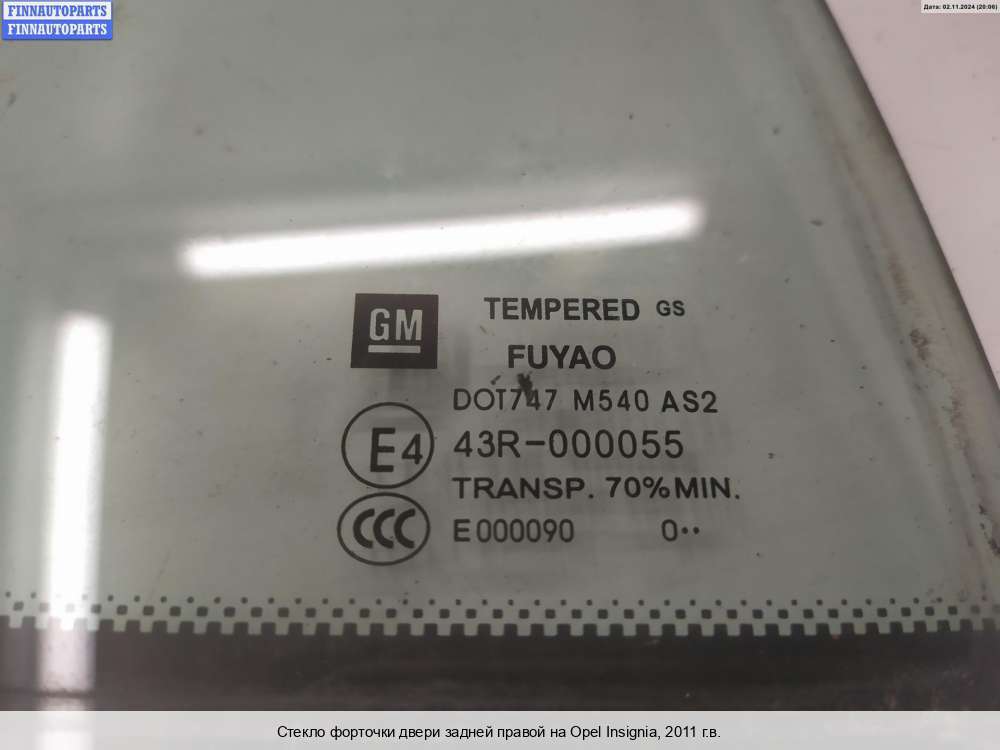 FINNAUTOPARTS
FINNAUTOPARTS
Дата: 02.11.2024 (20:06)
GM
TEMPERED GS
FUYAO
DOT747 M540 AS2
E4
43R-000055
TRANSP. 70% MIN.
CCC
E000090 0••
Стекло форточки двери задней правой на Opel Insignia, 2011 г.в.